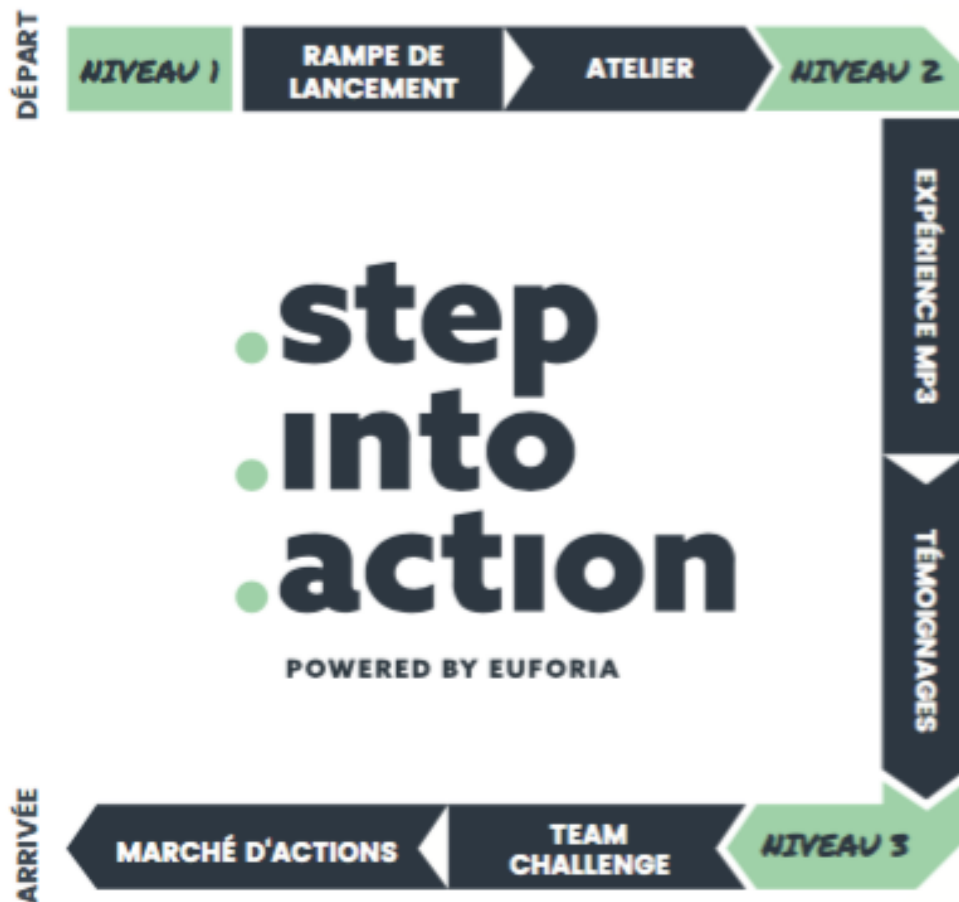 DÉPART
NIVEAU 1
RAMPE DE
LANCEMENT
ATELIER
NIVEAU 2
EXPÉRIENCE MP3
TÉMOIGNAGES
.step
.into
.action
POWERED BY EUFORIA
NIVEAU 3
TEAM
CHALLENGE
MARCHÉ D'ACTIONS
ARRIVÉE